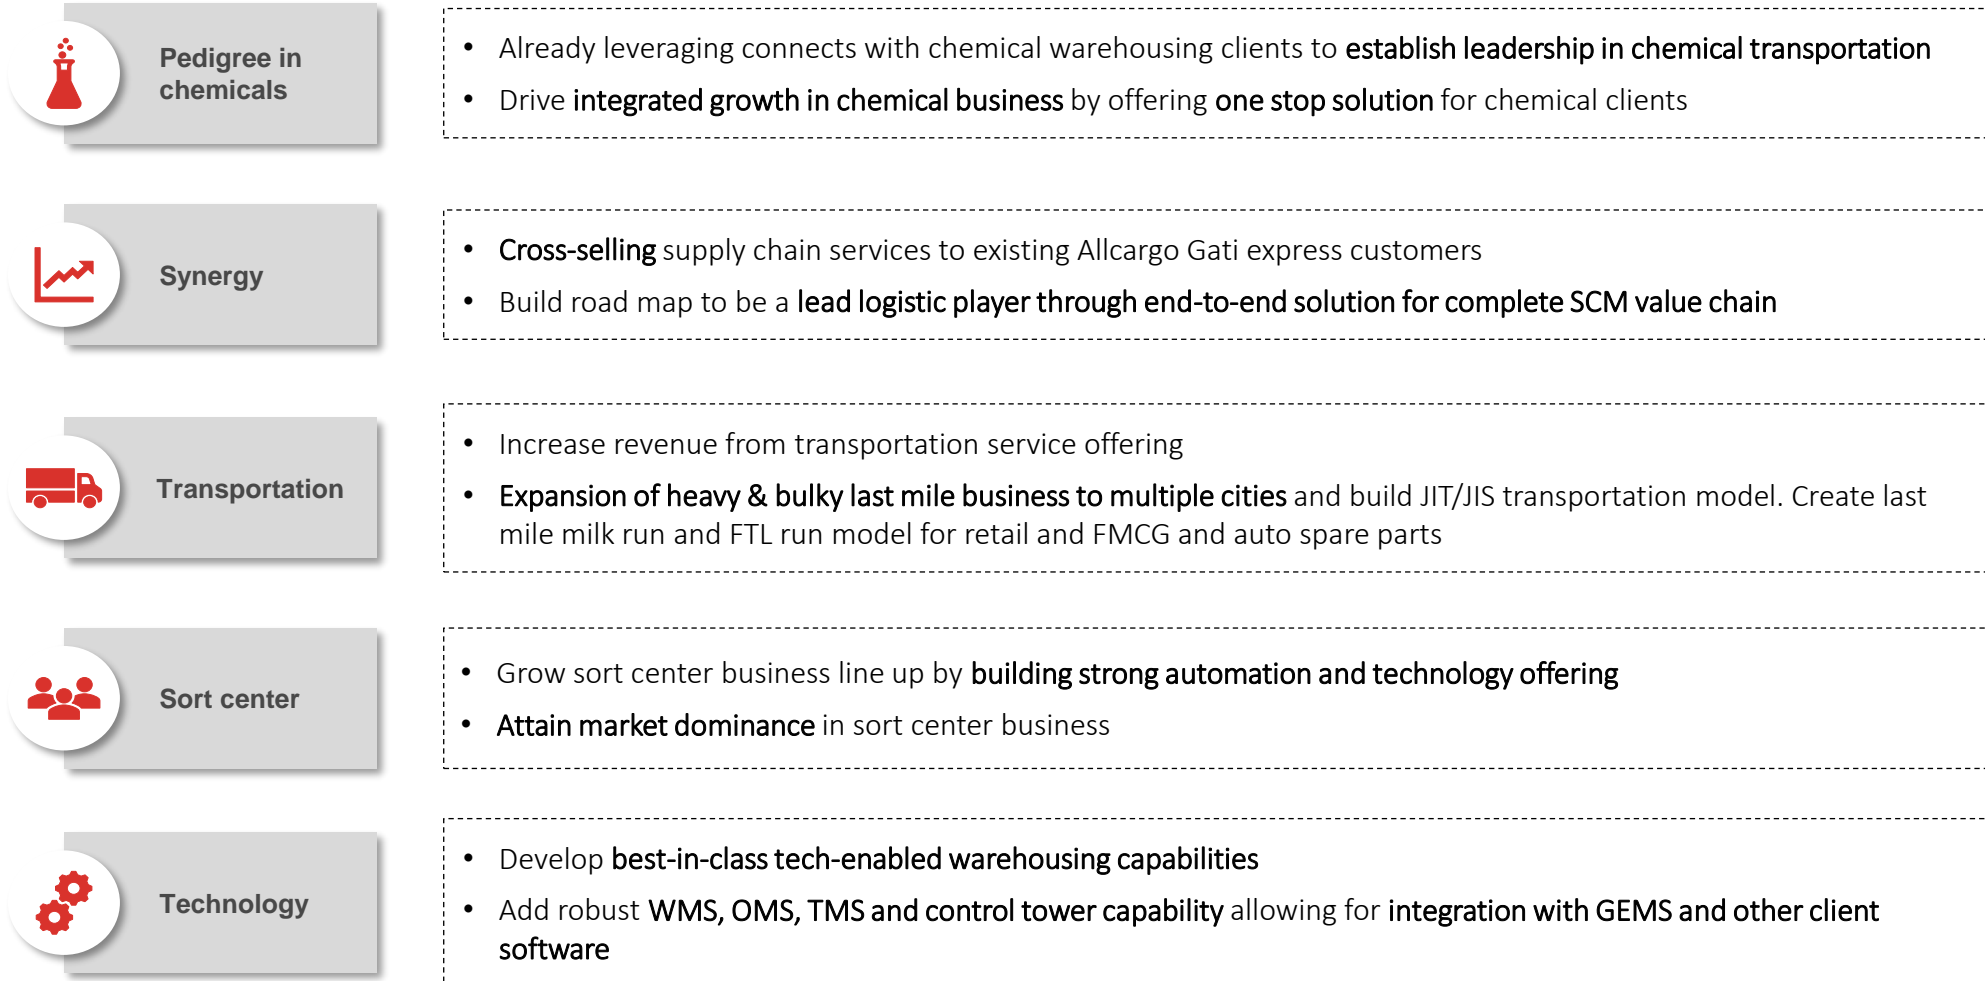 Pedigree in
chemicals
• Already leveraging connects with chemical warehousing clients to establish leadership in chemical transportation
• Drive integrated growth in chemical business by offering one stop solution for chemical clients
Synergy
• Cross-selling supply chain services to existing Allcargo Gati express customers
• Build road map to be a lead logistic player through end-to-end solution for complete SCM value chain
Transportation
• Increase revenue from transportation service offering
• Expansion of heavy & bulky last mile business to multiple cities and build JIT/JIS transportation model. Create last
mile milk run and FTL run model for retail and FMCG and auto spare parts
Sort center
• Grow sort center business line up by building strong automation and technology offering
• Attain market dominance in sort center business
Technology
• Develop best-in-class tech-enabled warehousing capabilities
• Add robust WMS, OMS, TMS and control tower capability allowing for integration with GEMS and other client
software